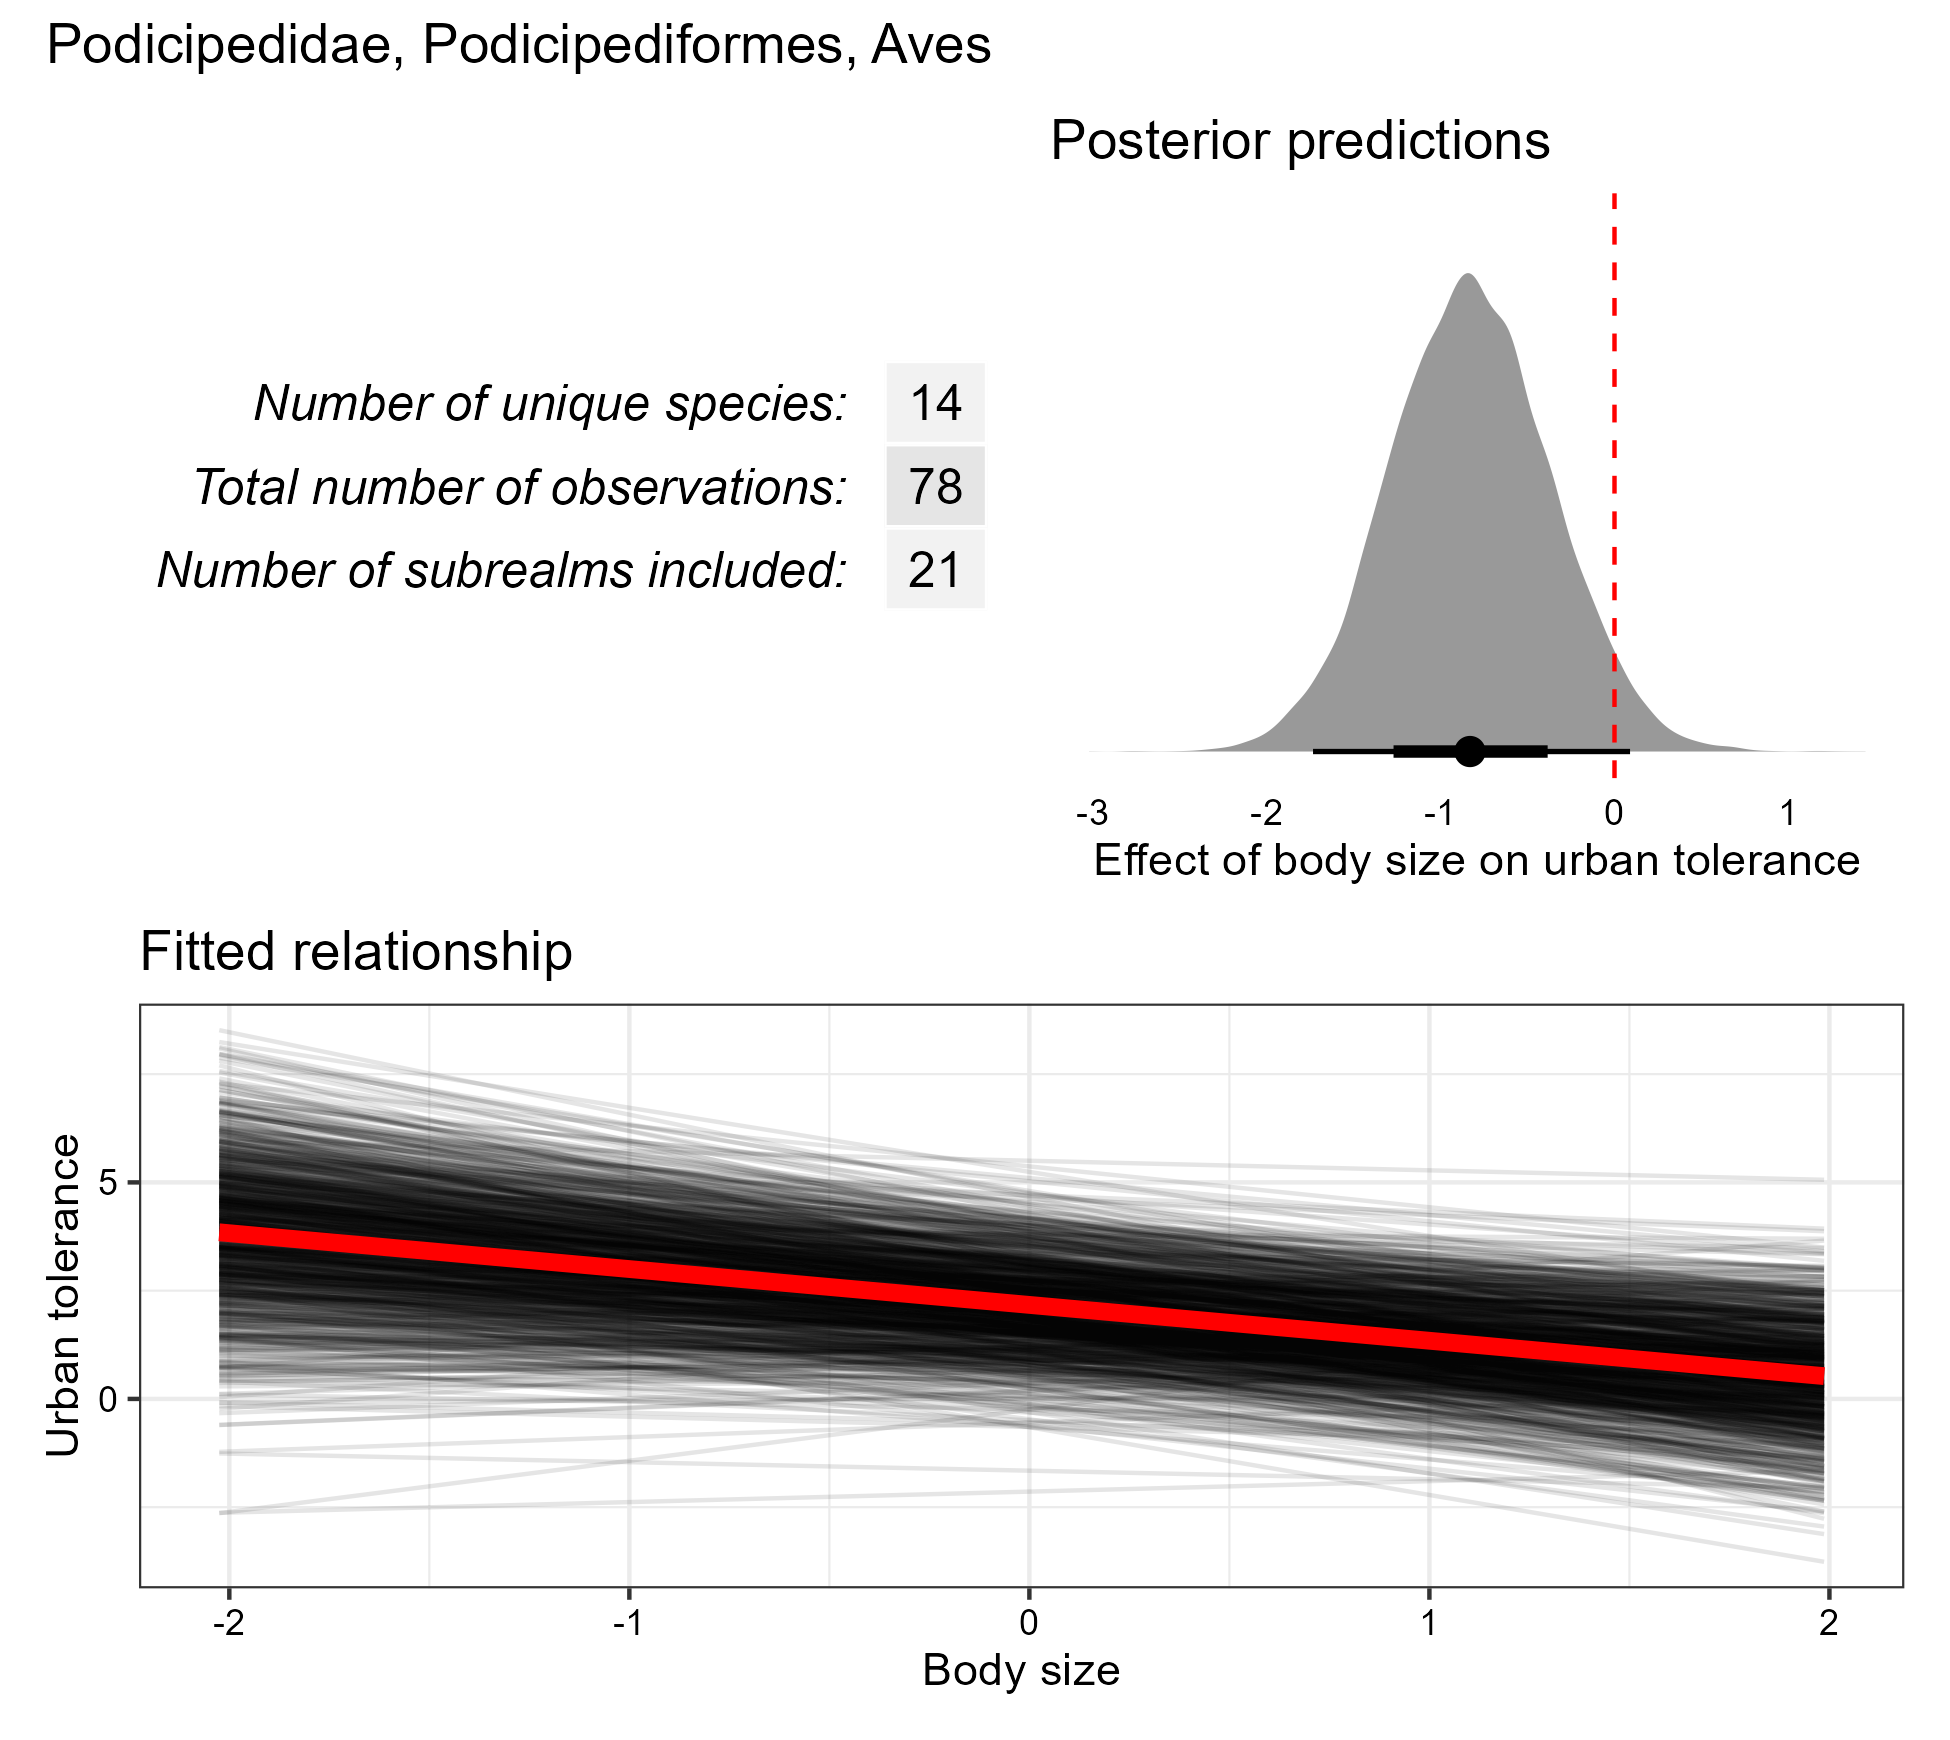 Podicipedidae, Podicipediformes, Aves
Posterior predictions
Number of unique species: 14
Total number of observations: 78
Number of subrealms included: 21
-3 -2 -1 0 1
Effect of body size on urban tolerance
Fitted relationship
Urban tolerance
5
0
-2 -1 0 1 2
Body size